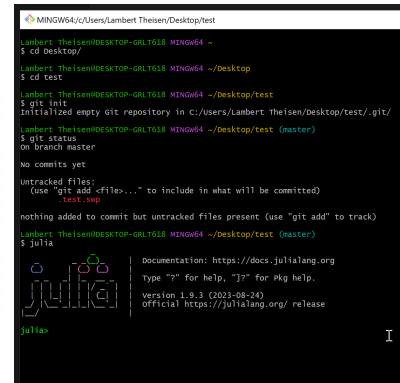 MINGW64:/c/Users/Lambert Theisen/Desktop/test
Lambert Theisen@DESKTOP-GRLT618 MINGW64 ~
$ cd Desktop/
Lambert Theisen@DESKTOP-GRLT618 MINGW64 ~/Desktop
$ cd test
Lambert Theisen@DESKTOP-GRLT618 MINGW64 ~/Desktop/test
$ git init
Initialized empty Git repository in C:/Users/Lambert Theisen/Desktop/test/.git/
Lambert Theisen@DESKTOP-GRLT618 MINGW64 ~/Desktop/test (master)
$ git status
On branch master
No commits yet
Untracked files:
(use "git add <file>..." to include in what will be committed)
.test.swp
nothing added to commit but untracked files present (use "git add" to track)
Lambert Theisen@DESKTOP-GRLT618 MINGW64 ~/Desktop/test (master)
$ julia
Documentation: https://docs.julialang.org
Type "?" for help, "]?" for Pkg help.
Version 1.9.3 (2023-08-24)
Official https://julialang.org/ release
julia>